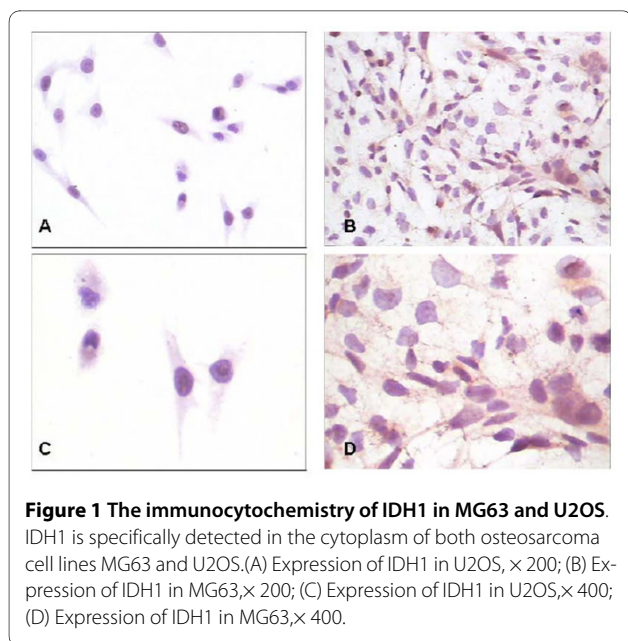 A
B
C
D
Figure 1 The immunocytochemistry of IDH1 in MG63 and U2OS.
IDH1 is specifically detected in the cytoplasm of both osteosarcoma
cell lines MG63 and U2OS.(A) Expression of IDH1 in U2OS, × 200; (B) Ex-
pression of IDH1 in MG63,× 200; (C) Expression of IDH1 in U2OS,× 400;
(D) Expression of IDH1 in MG63,× 400.